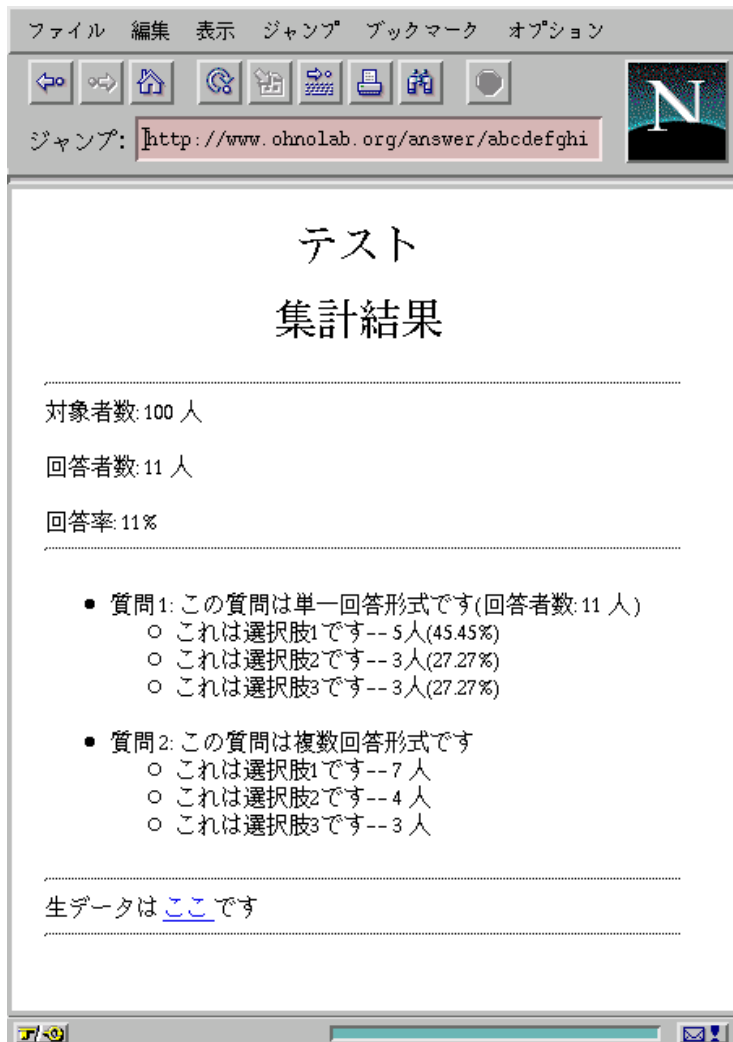 ファイル 編集 表示 ジャンプ ブックマーク オプション
N
ジャンプ: http://www.ohnolab.org/answer/abcdefghi
テスト
集計結果
対象者数: 100 人
回答者数: 11 人
回答率: 11%
● 質問1: この質問は単一回答形式です(回答者数: 11 人)
○ これは選択肢1です-- 5人(45.45%)
○ これは選択肢2です-- 3人(27.27%)
○ これは選択肢3です-- 3人(27.27%)
● 質問2: この質問は複数回答形式です
○ これは選択肢1です-- 7 人
○ これは選択肢2です-- 4 人
○ これは選択肢3です-- 3 人
生データは ここ です